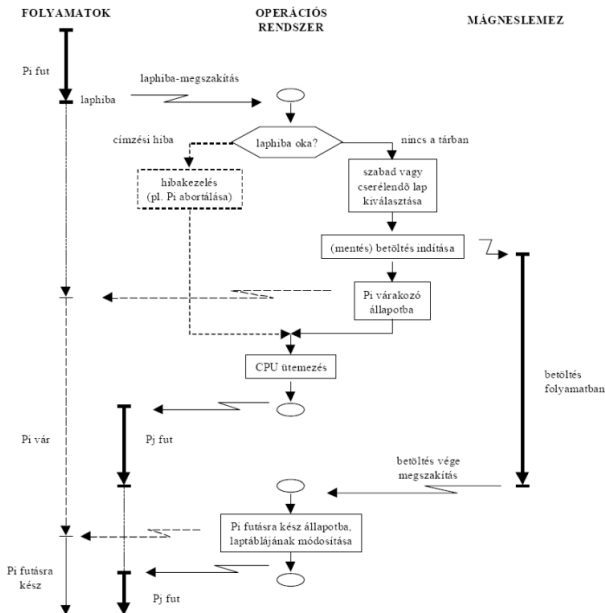 FOLYAMATOK
OPERÁCIÓS
RENDSZER
MÁGNESLEMEZ
Pi fut
laphiba-megszakítás
laphiba
címzési hiba
laphiba oka?
nincs a tárban
hibakezelés
(pl. Pi abortálása)
szabad vagy
cserélendő lap
kiválasztása
(mentés) betöltés indítása
Pi várakozó
állapotba
CPU ütemezés
betöltés
folyamatban
Pi vár
Pj fut
betöltés vége
megszakítás
Pi futásra kész állapotba,
laptáblájának módosítása
Pi futásra
kész
Pj fut